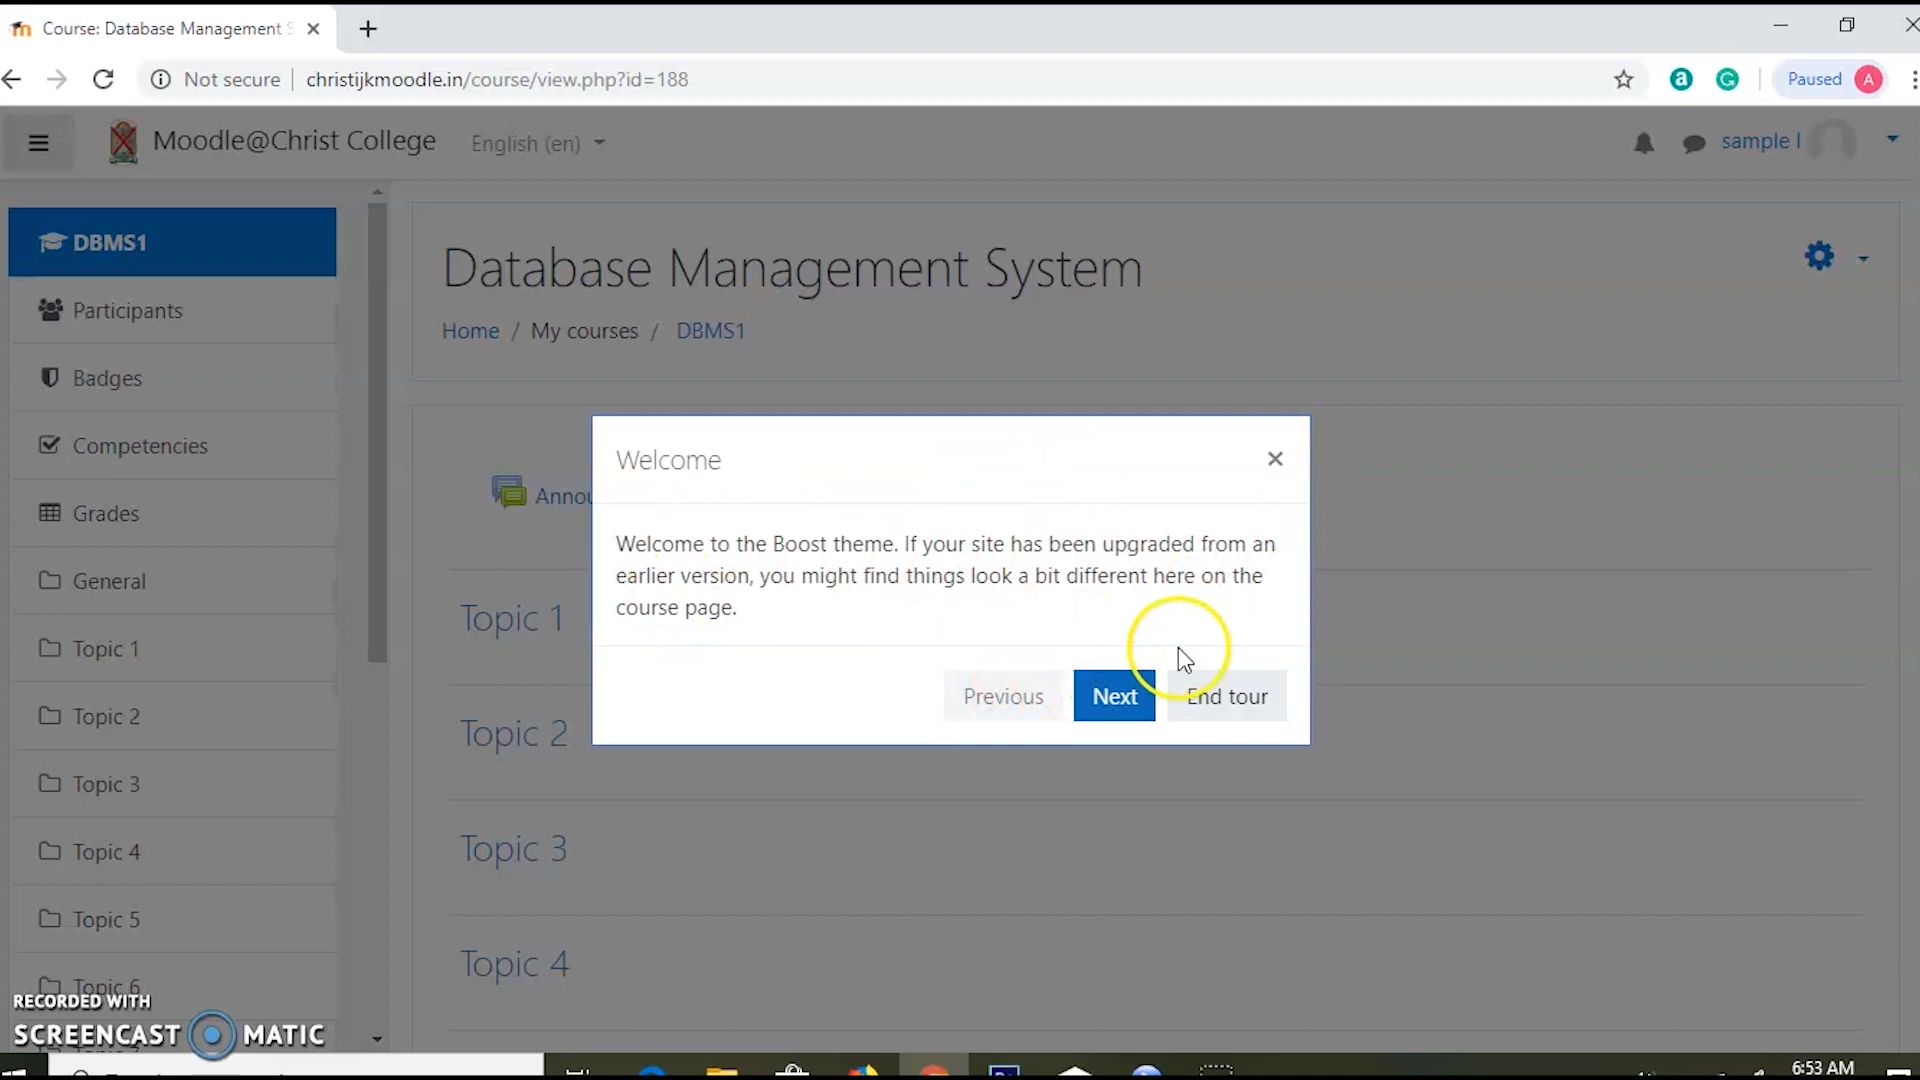 Course: Database Management S
Not secure
christijkmoodle.in/course/view.php?id=188
Paused
A
Moodle@Christ College
English (en)
sample l
DBMS1
Participants
Badges
Competencies
Grades
General
Topic 1
Topic 2
Topic 3
Topic 4
Topic 5
Topic 6
Database Management System
Home / My courses / DBMS1
Annou
Topic 1
Topic 2
Topic 3
Topic 4
Welcome
Welcome to the Boost theme. If your site has been upgraded from an
earlier version, you might find things look a bit different here on the
course page.
Previous
Next
End tour
RECORDED WITH
SCREENCAST MATIC
6:53 AM